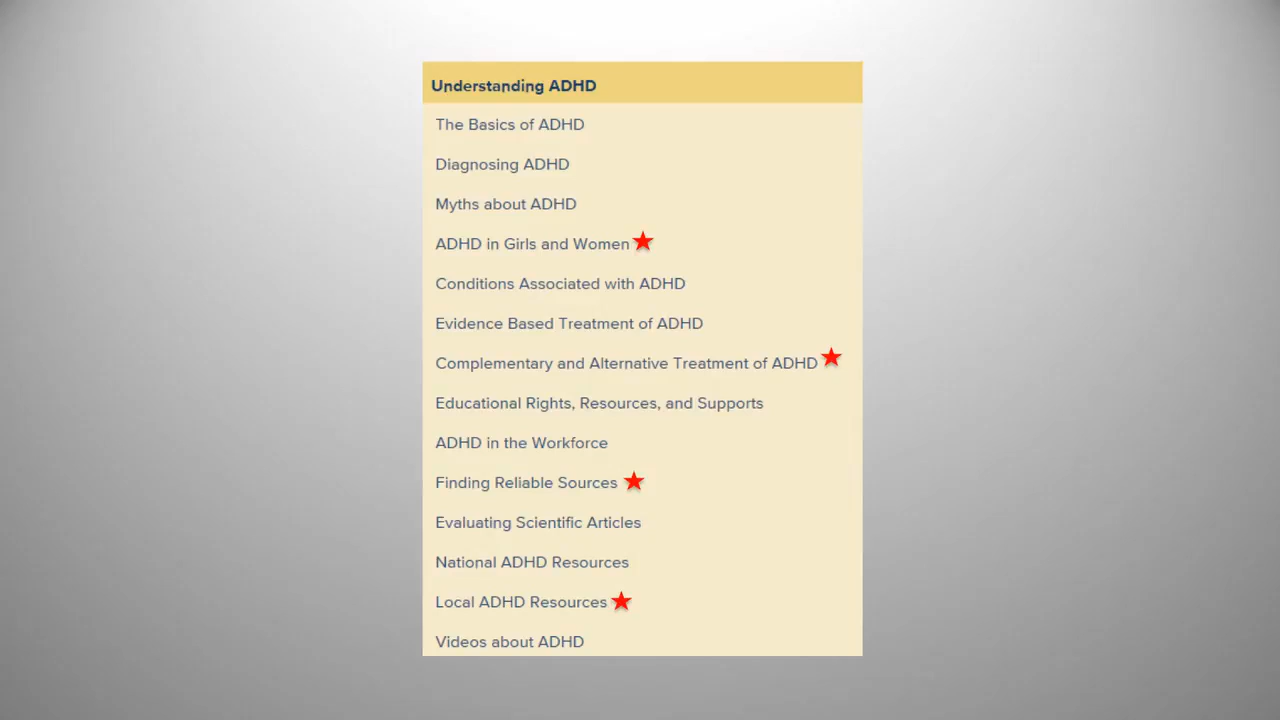 Understanding ADHD
The Basics of ADHD
Diagnosing ADHD
Myths about ADHD
ADHD in Girls and Women
Conditions Associated with ADHD
Evidence Based Treatment of ADHD
Complementary and Alternative Treatment of ADHD
Educational Rights, Resources, and Supports
ADHD in the Workforce
Finding Reliable Sources
Evaluating Scientific Articles
National ADHD Resources
Local ADHD Resources
Videos about ADHD